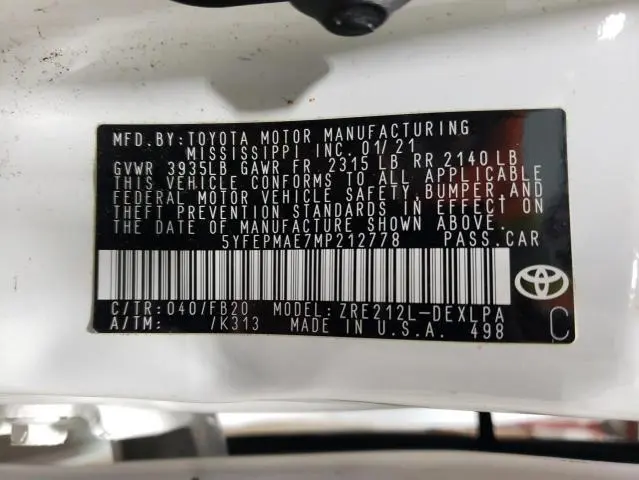 MFD. BY: TOYOTA MOTOR MANUFACTURING
MISSISSIPPI INC. 01/21
GVWR 3935LB GAWR FR 2315 LB RR 2140 LB
THIS VEHICLE CONFORMS TO ALL APPLICABLE
FEDERAL MOTOR VEHICLE SAFETY, BUMPER, AND
THEFT PREVENTION STANDARDS IN EFFECT ON
THE DATE OF MANUFACTURE SHOWN ABOVE.
5YFEPMAE7MP212778 PASS. CAR
C/TR: 040/FB20 MODEL: ZRE212L-DEXLPA
A/TM: /K313 MADE IN U.S.A. 498 C